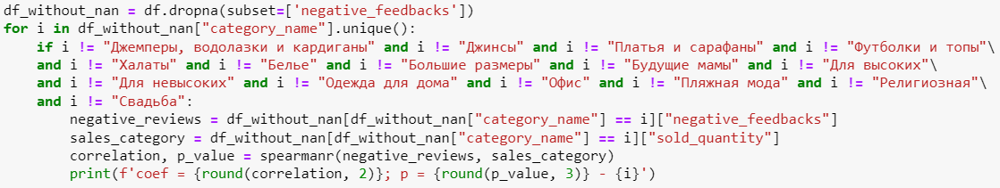 df_without_nan = df.dropna(subset=['negative_feedbacks'])
for i in df_without_nan["category_name"].unique():
    if i != "Джемперы, водолазки и кардиганы" and i != "Джинсы" and i != "Платья и сарафаны" and i != "Футболки и топы"\
    and i != "Халаты" and i != "Белье" and i != "Большие размеры" and i != "Будущие мамы" and i != "Для высоких"\
    and i != "Для невысоких" and i != "Одежда для дома" and i != "Офис" and i != "Пляжная мода" and i != "Религиозная"\
    and i != "Свадьба":
        negative_reviews = df_without_nan[df_without_nan["category_name"] == i]["negative_feedbacks"]
        sales_category = df_without_nan[df_without_nan["category_name"] == i]["sold_quantity"]
        correlation, p_value = spearmanr(negative_reviews, sales_category)
        print(f'coef = {round(correlation, 2)}; p = {round(p_value, 3)} - {i}')